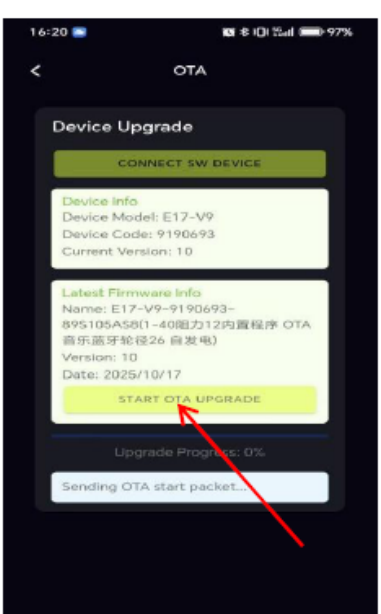 16:20
97%
OTA
Device Upgrade
CONNECT SW DEVICE
Device Info
Device Model: E17-V9
Device Code: 9190693
Current Version: 10
Latest Firmware Info
Name: E17-V9-9190693-
895105AS8(1-40阻力12内置程序 OTA
音乐蓝牙轮径26 自发电)
Version: 10
Date: 2025/10/17
START OTA UPGRADE
Upgrade Progress: 0%
Sending OTA start packet...